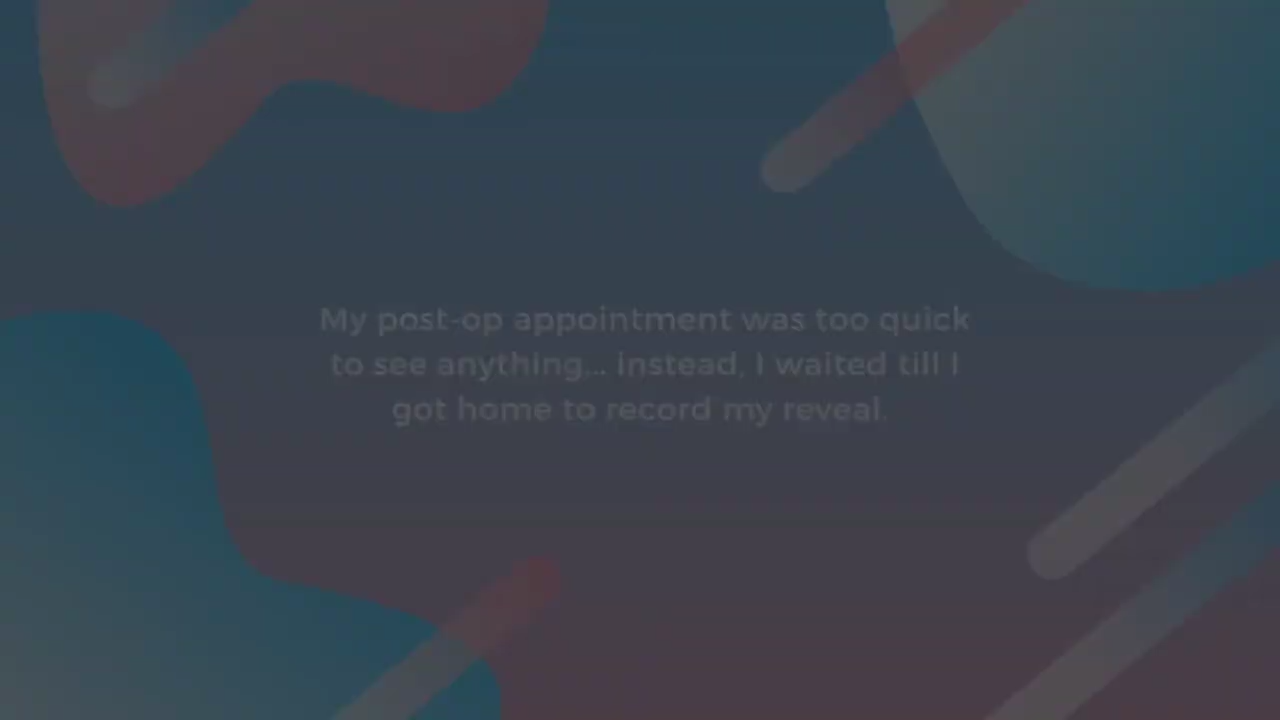 My post-op appointment was too quick
to see anything... instead, I waited till I
got home to record my reveal.